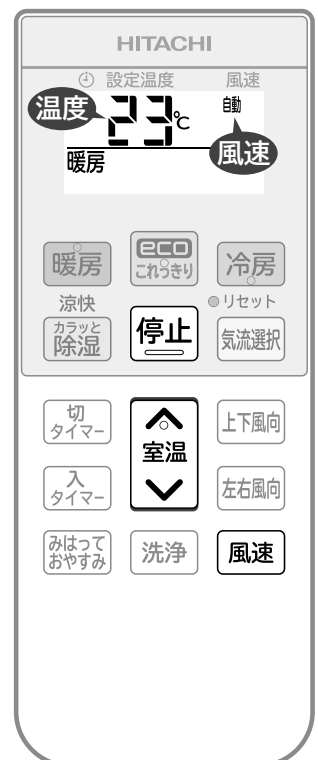 HITACHI
設定温度 風速
温度 23℃ 自動
暖房 風速
暖房 eco これっきり 冷房
涼快 リセット
カラッと除湿 停止 気流選択
切タイマー 室温 上下風向
入タイマー 左右風向
みはっておやすみ 洗浄 風速